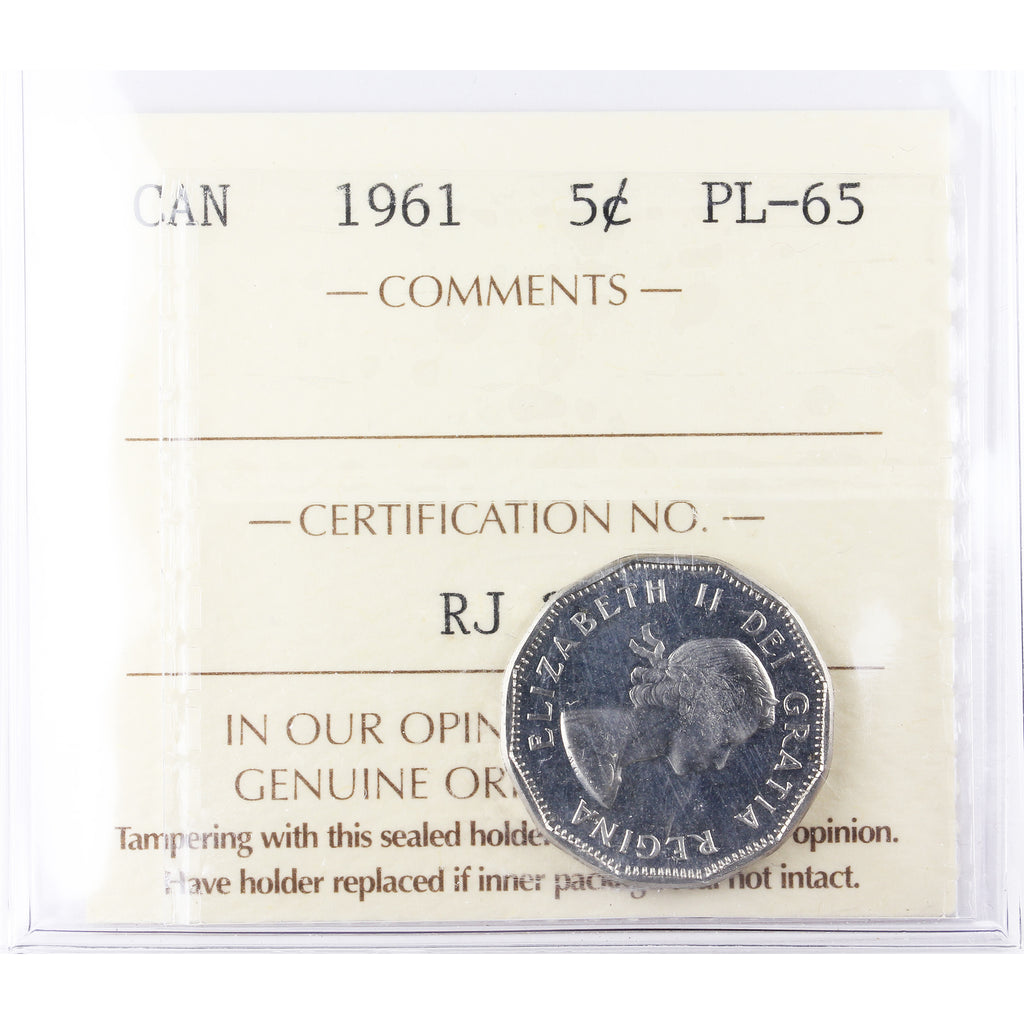 CAN 1961 5¢ PL-65
— COMMENTS —
— CERTIFICATION NO. —
RJ
IN OUR OPIN
GENUINE OR
Tampering with this sealed holde opinion.
Have holder replaced if inner not intact.
ELIZABETH II DEI GRATIA REGINA